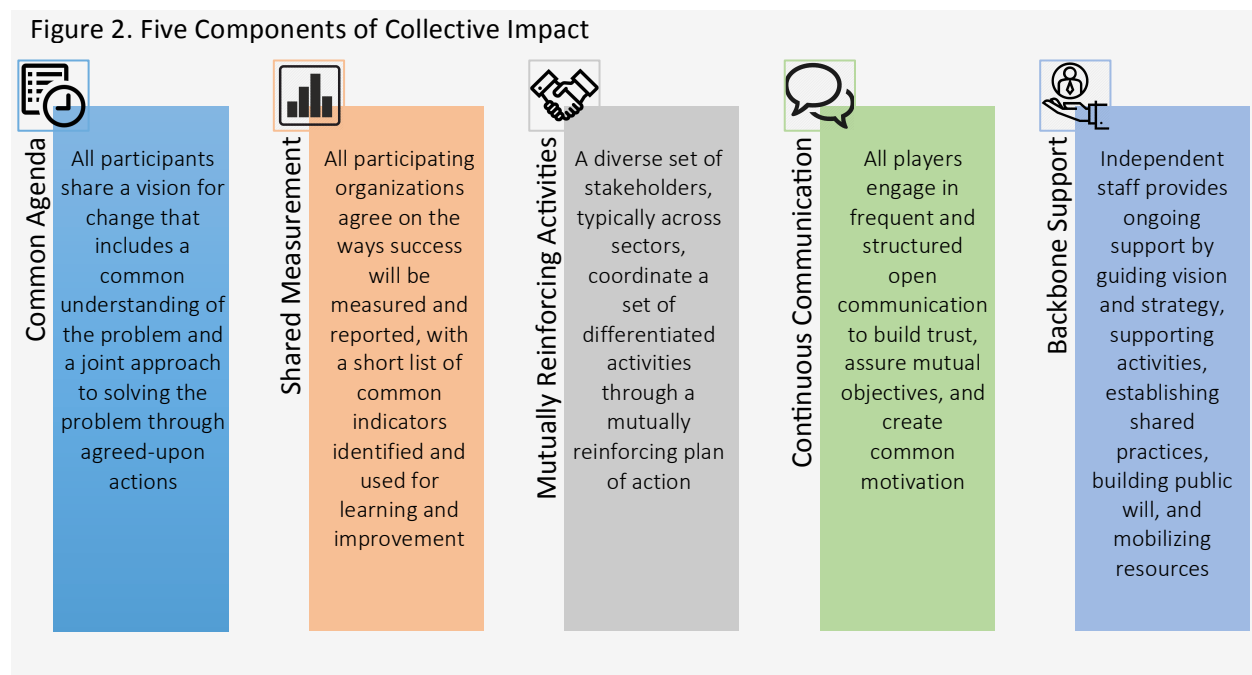 Figure 2. Five Components of Collective Impact
Common Agenda
All participants
share a vision for
change that
includes a
common
understanding of
the problem and
a joint approach
to solving the
problem through
agreed-upon
actions
Shared Measurement
All participating
organizations
agree on the
ways success
will be
measured and
reported, with
a short list of
common
indicators
identified and
used for
learning and
improvement
Mutually Reinforcing Activities
A diverse set of
stakeholders,
typically across
sectors,
coordinate a
set of
differentiated
activities
through a
mutually
reinforcing plan
of action
Continuous Communication
All players
engage in
frequent and
structured
open
communication
to build trust,
assure mutual
objectives, and
create
common
motivation
Backbone Support
Independent
staff provides
ongoing
support by
guiding vision
and strategy,
supporting
activities,
establishing
shared
practices,
building public
will, and
mobilizing
resources